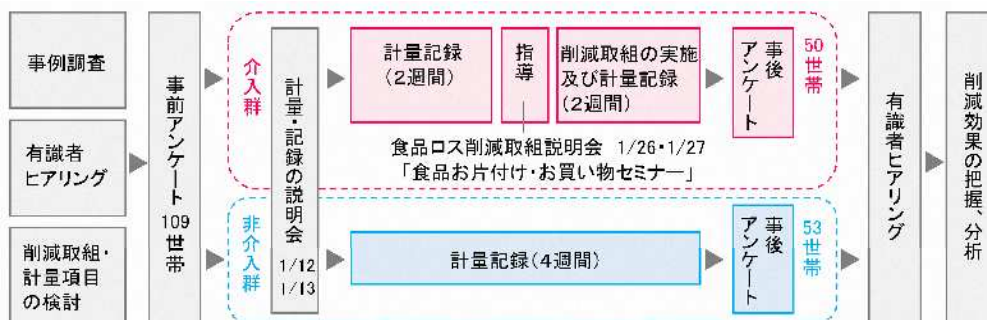 事例調査
有識者
ヒアリング
削減取組・
計量項目
の検討
事前アンケート
109
世帯
介入群
非介入群
計量・記録の説明会
1/12
1/13
計量記録
(2週間)
指導
削減取組の実施
及び計量記録
(2週間)
事後
アンケート
50
世帯
食品ロス削減取組説明会 1/26・1/27
「食品お片付け・お買い物セミナー」
計量記録(4週間)
事後
アンケート
53
世帯
有識者ヒアリング
削減効果の把握、分析